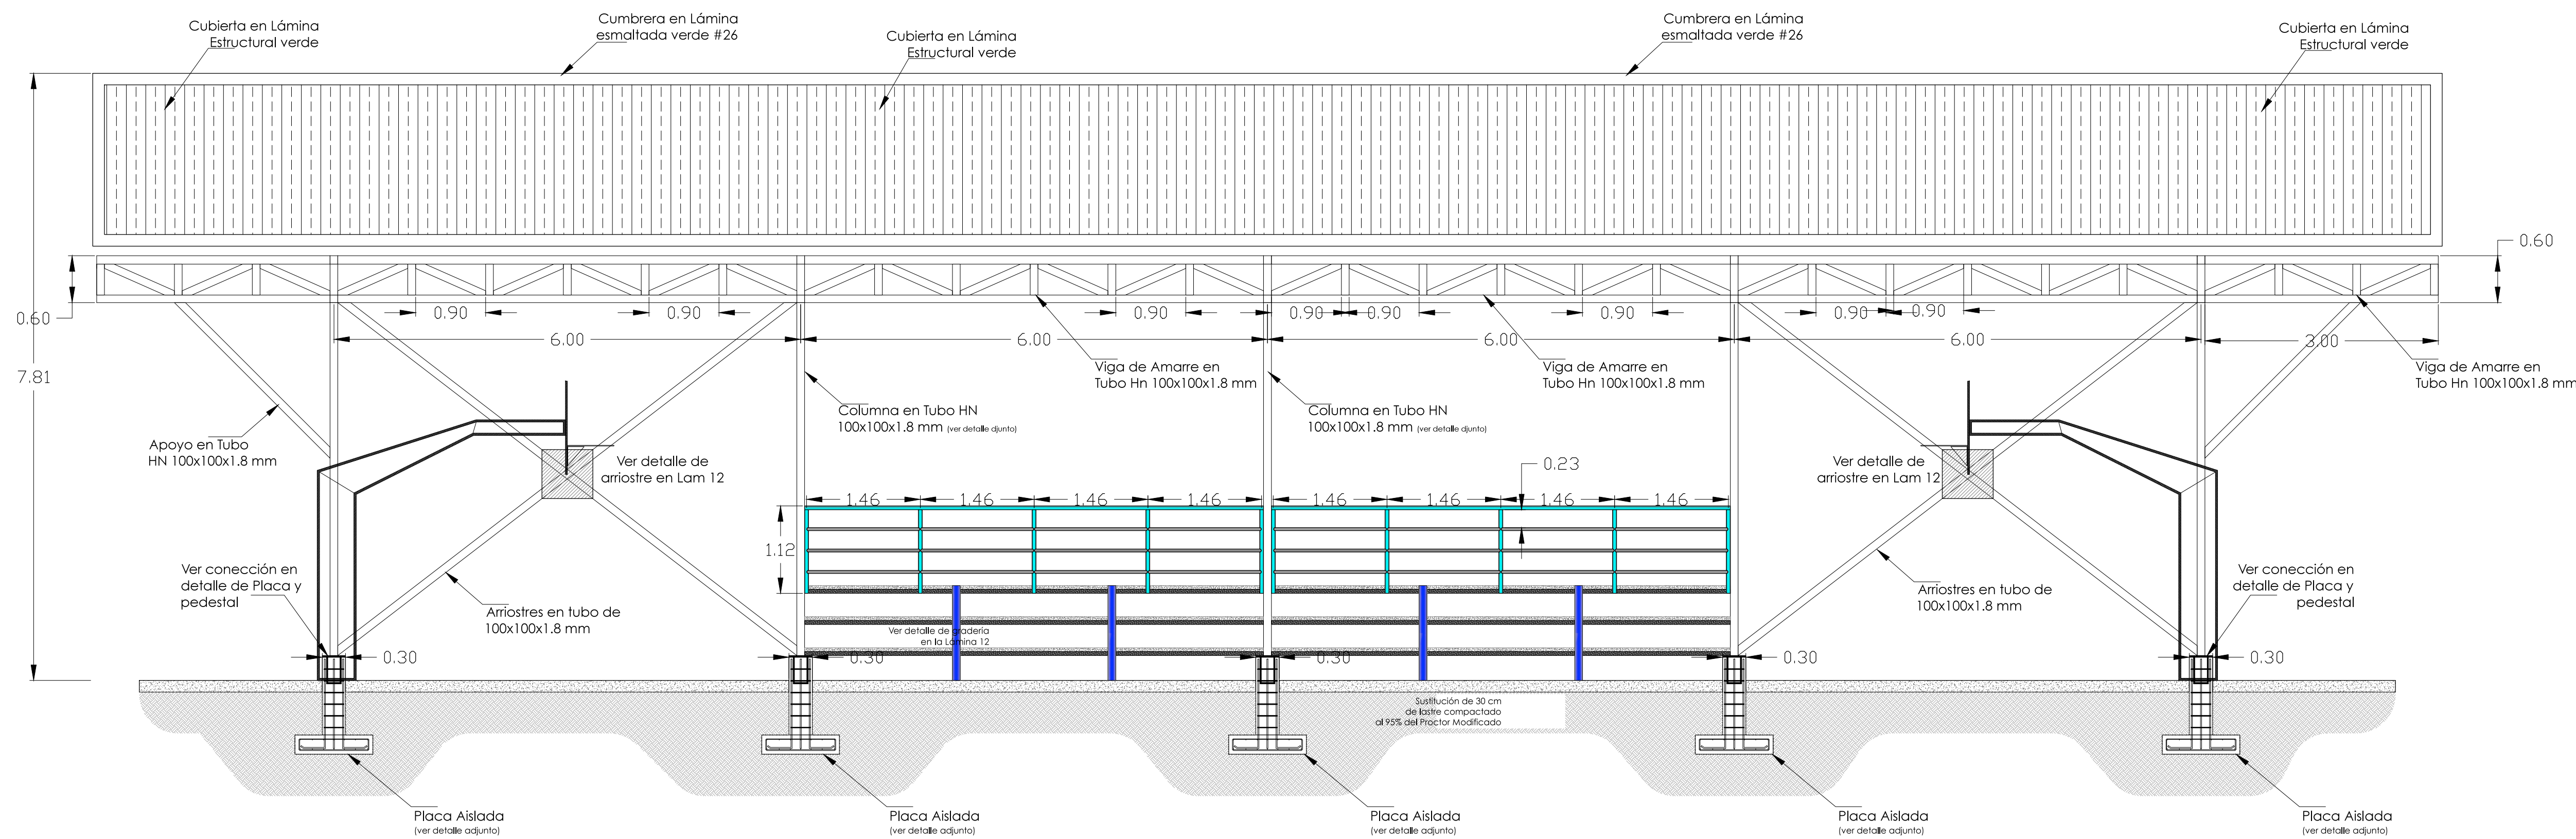 Cubierta en Lámina
Estructural verde
Cumbrera en Lámina
esmaltada verde #26
Cubierta en Lámina
Estructural verde
Cumbrera en Lámina
esmaltada verde #26
Cubierta en Lámina
Estructural verde
0.60
0.60
7.81
0.90
0.90
0.90
0.90
0.90
0.90
0.90
0.90
6.00
6.00
6.00
6.00
3.00
Viga de Amarre en
Tubo Hn 100x100x1.8 mm
Viga de Amarre en
Tubo Hn 100x100x1.8 mm
Viga de Amarre en
Tubo Hn 100x100x1.8 mm
Columna en Tubo HN
100x100x1.8 mm (ver detalle djunto)
Columna en Tubo HN
100x100x1.8 mm (ver detalle djunto)
Apoyo en Tubo
HN 100x100x1.8 mm
Ver detalle de
arriostre en Lam 12
Ver detalle de
arriostre en Lam 12
0.23
1.46
1.46
1.46
1.46
1.46
1.46
1.46
1.46
1.12
Ver conección en
detalle de Placa y
pedestal
Ver conección en
detalle de Placa y
pedestal
Arriostres en tubo de
100x100x1.8 mm
Arriostres en tubo de
100x100x1.8 mm
Ver detalle de gradería
en la Lámina 12
0.30
0.30
0.30
0.30
0.30
Sustitución de 30 cm
de lastre compactado
al 95% del Proctor Modificado
Placa Aislada
(ver detalle adjunto)
Placa Aislada
(ver detalle adjunto)
Placa Aislada
(ver detalle adjunto)
Placa Aislada
(ver detalle adjunto)
Placa Aislada
(ver detalle adjunto)